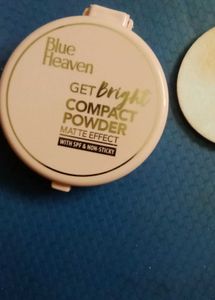 Blue
Heaven
GET Bright
COMPACT
POWDER
MATTE EFFECT
WITH SPF & NON-STICKY